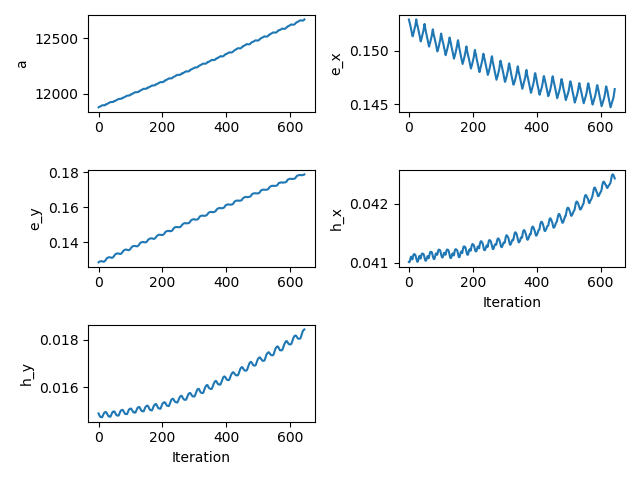 a
12500
12000
0 200 400 600
e_x
0.150
0.145
0 200 400 600
e_y
0.18
0.16
0.14
0 200 400 600
h_x
0.042
0.041
0 200 400 600
Iteration
h_y
0.018
0.016
0 200 400 600
Iteration